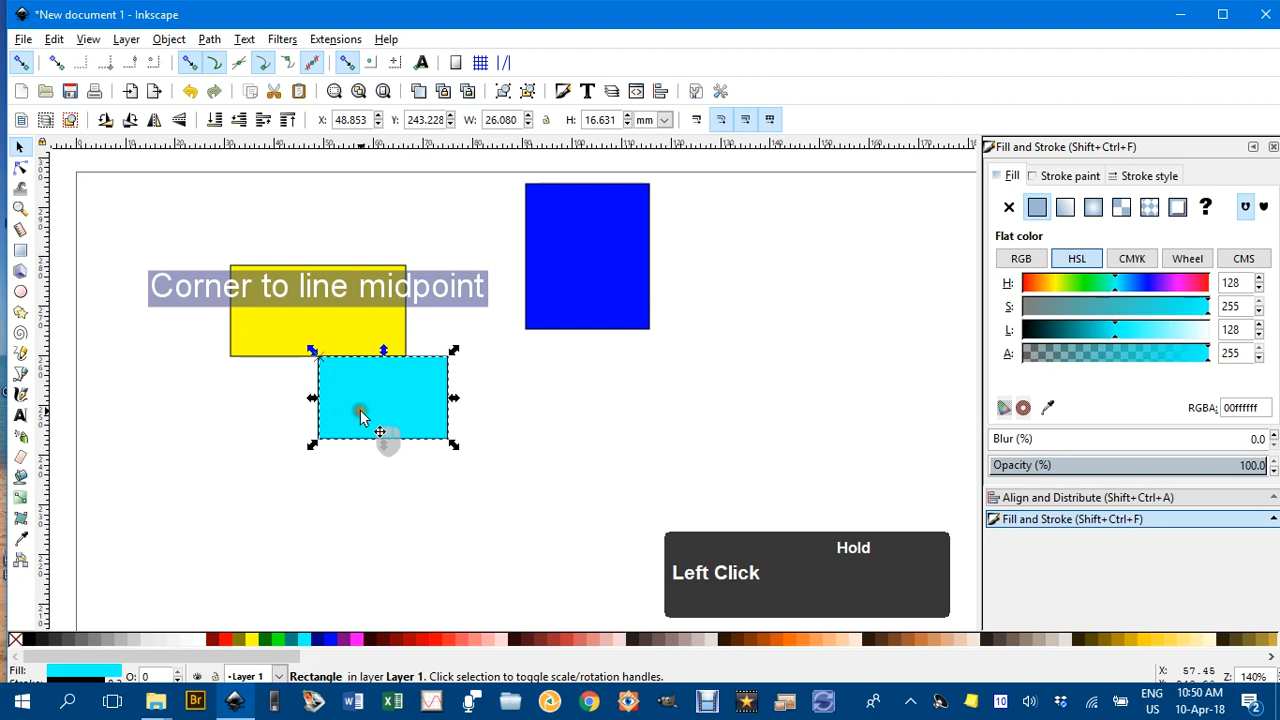 *New document 1 - Inkscape
File Edit View Layer Object Path Text Filters Extensions Help
X: 48.853 Y: 243.228 W: 26.080 H: 16.631 mm
Fill and Stroke (Shift+Ctrl+F)
Fill Stroke paint Stroke style
Flat color
RGB HSL CMYK Wheel CMS
H: 128
S: 255
L: 128
A: 255
RGBA: 00ffffff
Blur (%) 0.0
Opacity (%) 100.0
Align and Distribute (Shift+Ctrl+A)
Fill and Stroke (Shift+Ctrl+F)
Corner to line midpoint
Hold
Left Click
Fill: O: 0 Layer 1 Rectangle in layer Layer 1. Click selection to toggle scale/rotation handles. X: 57.45 140%
ENG 10:50 AM
US 10-Apr-18